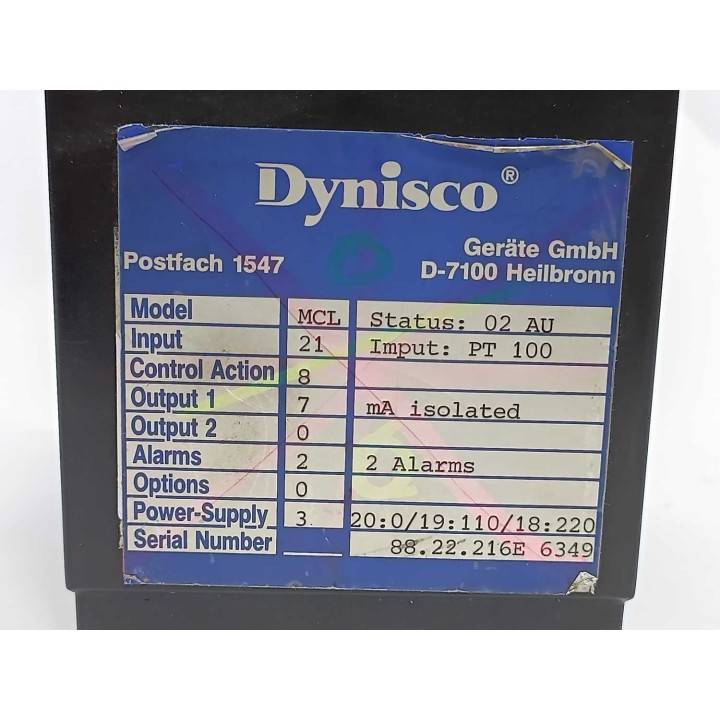 Dynisco®
Postfach 1547
Geräte GmbH
D-7100 Heilbronn
Model MCL Status: 02 AU
Input 21 Imput: PT 100
Control Action 8
Output 1 7 mA isolated
Output 2 0
Alarms 2 2 Alarms
Options 0
Power-Supply 3 20:0/19:110/18:220
Serial Number 88.22.216E 6349